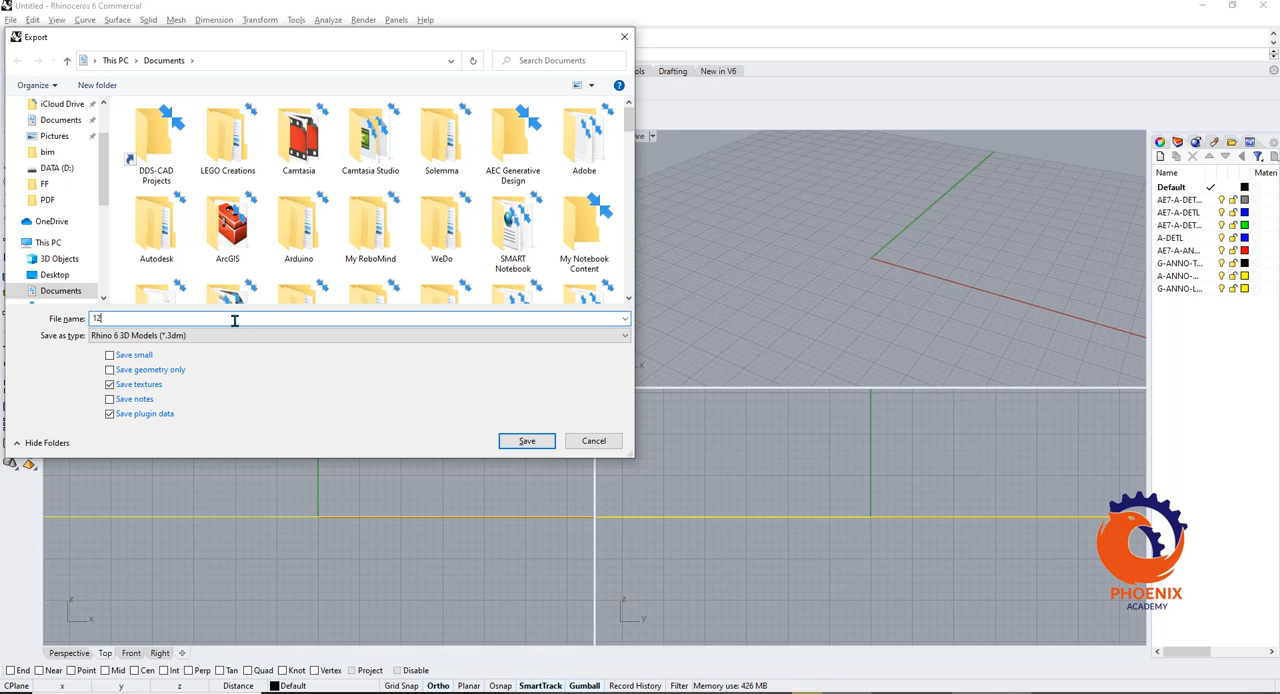 Untitled - Rhinoceros 6 Commercial
File Edit View Curve Surface Solid Mesh Dimension Transform Tools Analyze Render Panels Help
Export
This PC > Documents >
Search Documents
ols Drafting New in V6
Organize New folder
iCloud Drive
Documents
Pictures
bim
DATA (D:)
FF
PDF
OneDrive
This PC
3D Objects
Desktop
Documents
DDS-CAD Projects
LEGO Creations
Camtasia
Camtasia Studio
Solemma
AEC Generative Design
Adobe
Autodesk
ArcGIS
Arduino
My RoboMind
WeDo
SMART Notebook
My Notebook Content
File name: 12
Save as type: Rhino 6 3D Models (*.3dm)
Save small
Save geometry only
Save textures
Save notes
Save plugin data
Hide Folders
Save Cancel
ve
x
Name Materi
Default
AE7-A-DET...
AE7-A-DETL
AE7-A-DET...
A-DETL
AE7-A-AN...
G-ANNO-T...
A-ANNO-...
G-ANNO-L...
z
x
z
y
PHOENIX
ACADEMY
Perspective Top Front Right
End Near Point Mid Cen Int Perp Tan Quad Knot Vertex Project Disable
CPlane x y z Distance Default Grid Snap Ortho Planar Osnap SmartTrack Gumball Record History Filter Memory use: 426 MB